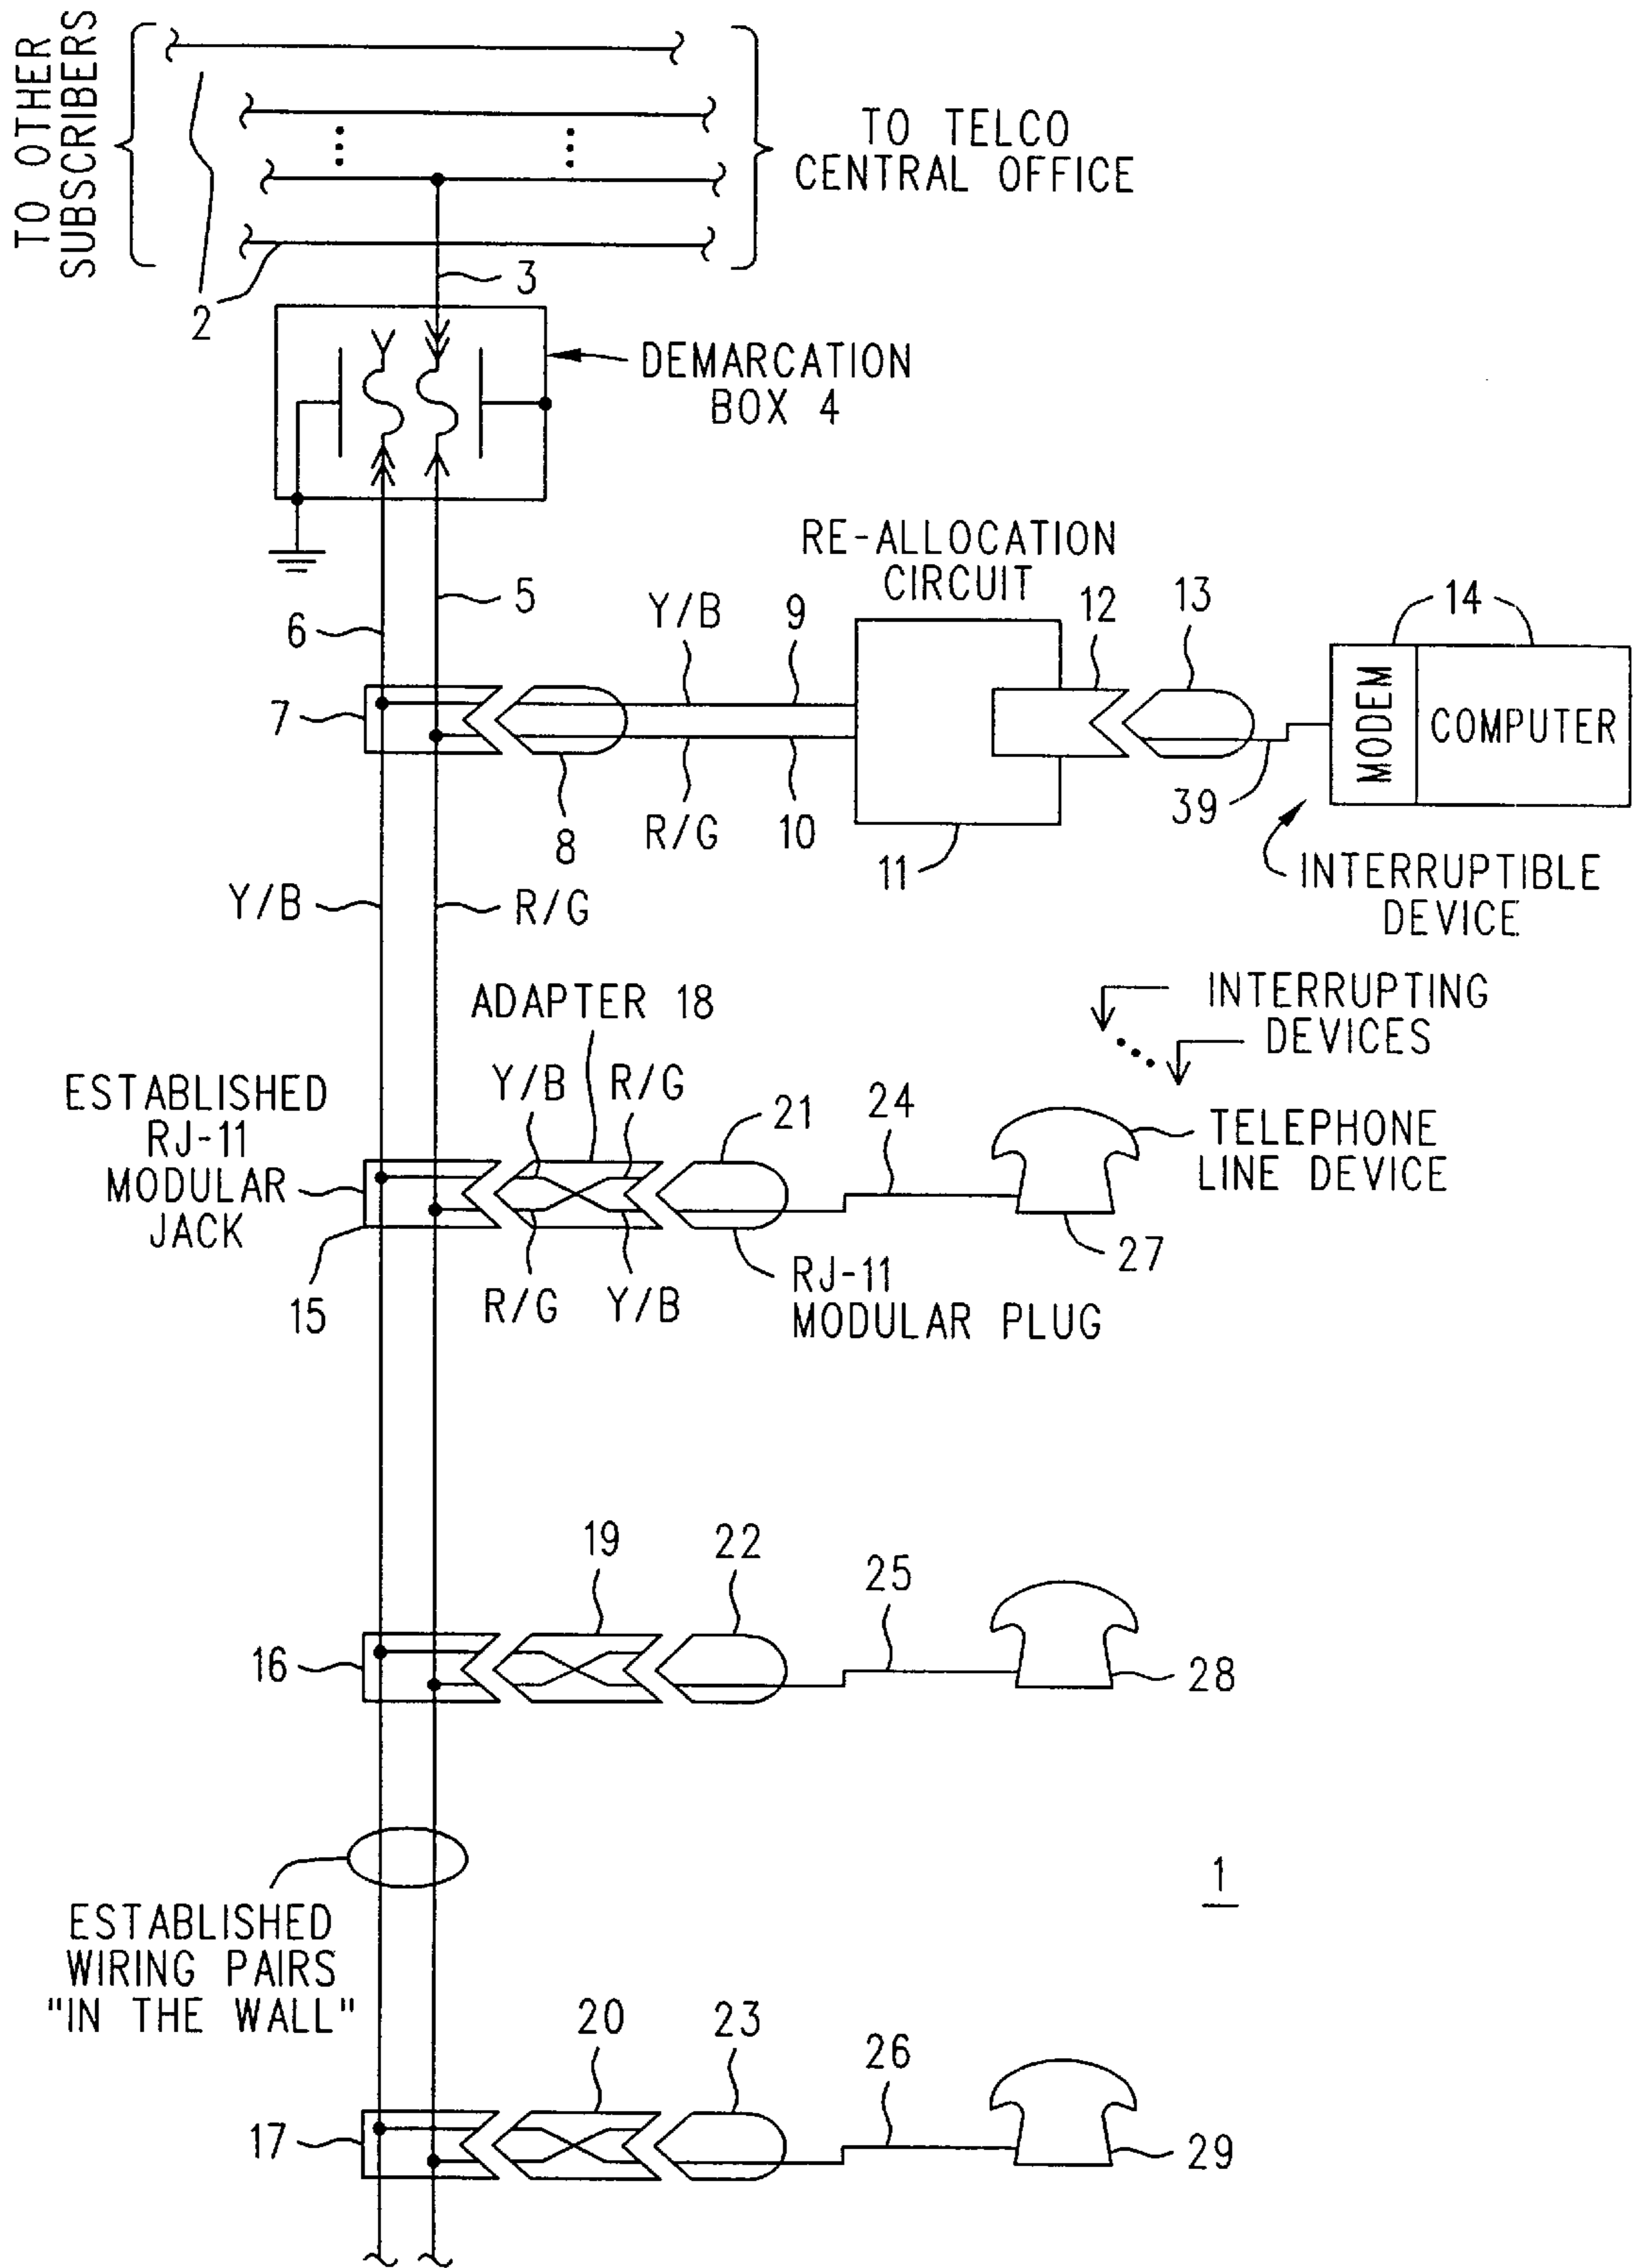 TO OTHER
SUBSCRIBERS
TO TELCO
CENTRAL OFFICE
2
3
DEMARCATION
BOX 4
RE-ALLOCATION
CIRCUIT
5
6
Y/B
9
12
13
14
7
8
R/G
10
11
39
MODEM
COMPUTER
INTERRUPTIBLE
DEVICE
Y/B
R/G
INTERRUPTING
DEVICES
ADAPTER 18
Y/B
R/G
21
24
TELEPHONE
LINE DEVICE
ESTABLISHED
RJ-11
MODULAR
JACK
15
R/G
Y/B
RJ-11
MODULAR PLUG
27
19
22
25
16
28
1
ESTABLISHED
WIRING PAIRS
"IN THE WALL"
20
23
26
17
29